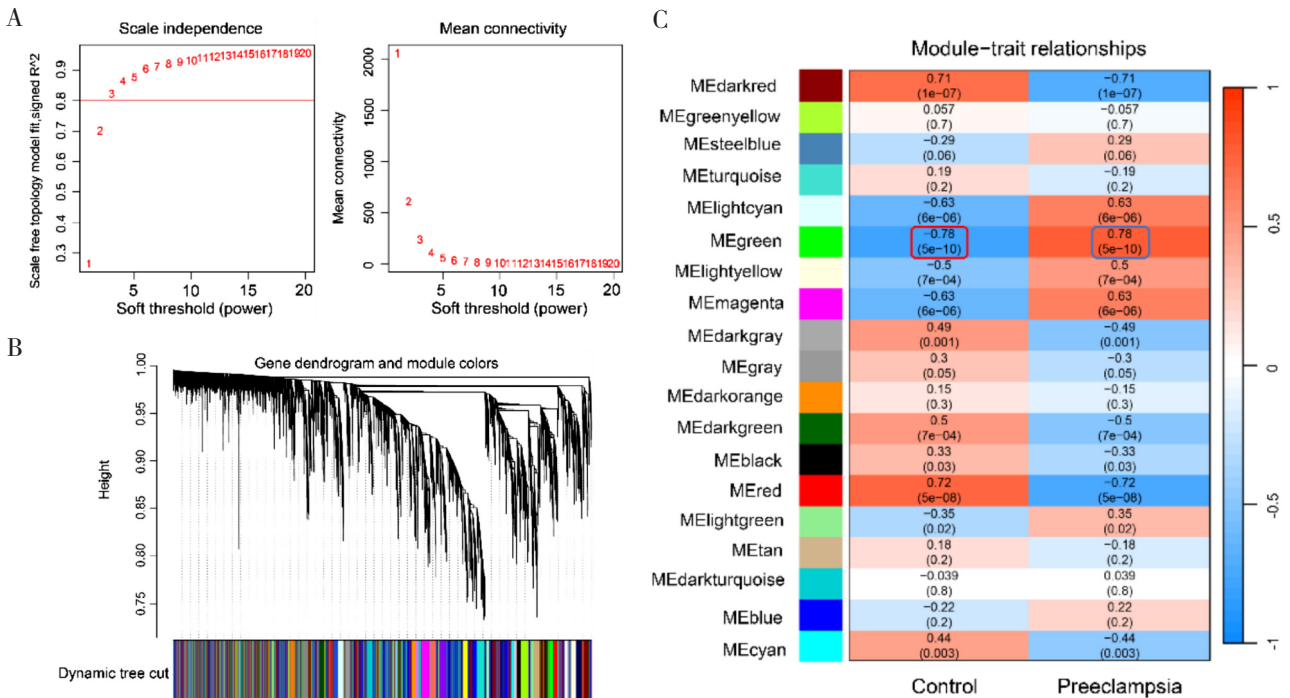 A
Scale independence
Scale free topology model fit,signed R^2
0.9
0.8
0.7
0.6
0.5
0.4
0.3
1
2
3
4
5
6
7
8
9
10
11
12
13
14
15
16
17
18
19
20
5
10
15
20
Soft threshold (power)
Mean connectivity
Mean connectivity
2000
1500
1000
500
0
1
2
3
4
5
6
7
8
9
10
11
12
13
14
15
16
17
18
19
20
5
10
15
20
Soft threshold (power)
B
Gene dendrogram and module colors
Height
1.00
0.95
0.90
0.85
0.80
0.75
Dynamic tree cut
C
Module−trait relationships
MEdarkred
0.71
(1e−07)
−0.71
(1e−07)
MEgreenyellow
0.057
(0.7)
−0.057
(0.7)
MEsteelblue
−0.29
(0.06)
0.29
(0.06)
MEturquoise
0.19
(0.2)
−0.19
(0.2)
MElightcyan
−0.63
(6e−06)
0.63
(6e−06)
MEgreen
−0.78
(5e−10)
0.78
(5e−10)
MElightyellow
−0.5
(7e−04)
0.5
(7e−04)
MEmagenta
−0.63
(6e−06)
0.63
(6e−06)
MEdarkgray
0.49
(0.001)
−0.49
(0.001)
MEgray
0.3
(0.05)
−0.3
(0.05)
MEdarkorange
0.15
(0.3)
−0.15
(0.3)
MEdarkgreen
0.5
(7e−04)
−0.5
(7e−04)
MEblack
0.33
(0.03)
−0.33
(0.03)
MEred
0.72
(5e−08)
−0.72
(5e−08)
MElightgreen
−0.35
(0.02)
0.35
(0.02)
MEtan
0.18
(0.2)
−0.18
(0.2)
MEdarkturquoise
−0.039
(0.8)
0.039
(0.8)
MEblue
−0.22
(0.2)
0.22
(0.2)
MEcyan
0.44
(0.003)
−0.44
(0.003)
Control
Preeclampsia
1
0.5
0
−0.5
−1